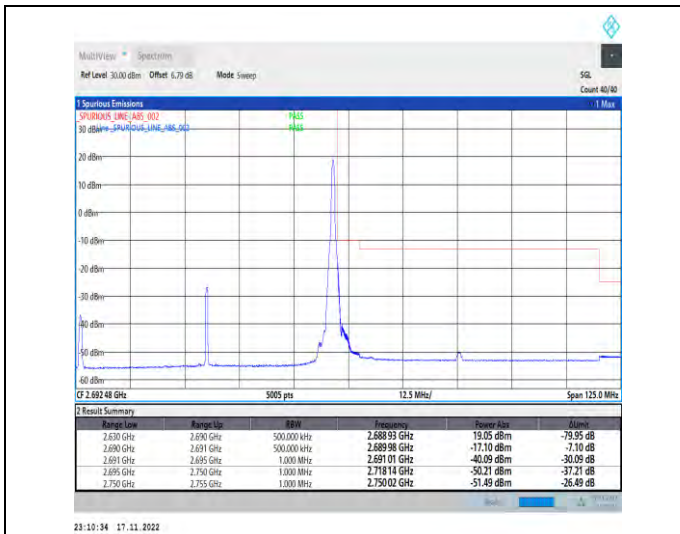 MultiView Spectrum
Ref Level 30.00 dBm Offset 6.79 dB Mode Sweep SGL
Count 40/40
1 Spurious Emissions 1 Max
_SPURIOUS_LINE_ABS_002 PASS
30 dBm PASS
20 dBm
10 dBm
0 dBm
-10 dBm
-20 dBm
-30 dBm
-40 dBm
-50 dBm
-60 dBm
CF 2.692 48 GHz 5005 pts 12.5 MHz/ Span 125.0 MHz
2 Result Summary
Range Low Range Up RBW Frequency Power Abs ΔLimit
2.630 GHz 2.690 GHz 500.000 kHz 2.688 93 GHz 19.05 dBm -79.95 dB
2.690 GHz 2.691 GHz 500.000 kHz 2.689 98 GHz -17.10 dBm -7.10 dB
2.691 GHz 2.695 GHz 1.000 MHz 2.691 01 GHz -40.09 dBm -30.09 dB
2.695 GHz 2.750 GHz 1.000 MHz 2.718 14 GHz -50.21 dBm -37.21 dB
2.750 GHz 2.755 GHz 1.000 MHz 2.750 02 GHz -51.49 dBm -26.49 dB
23:10:34 17.11.2022